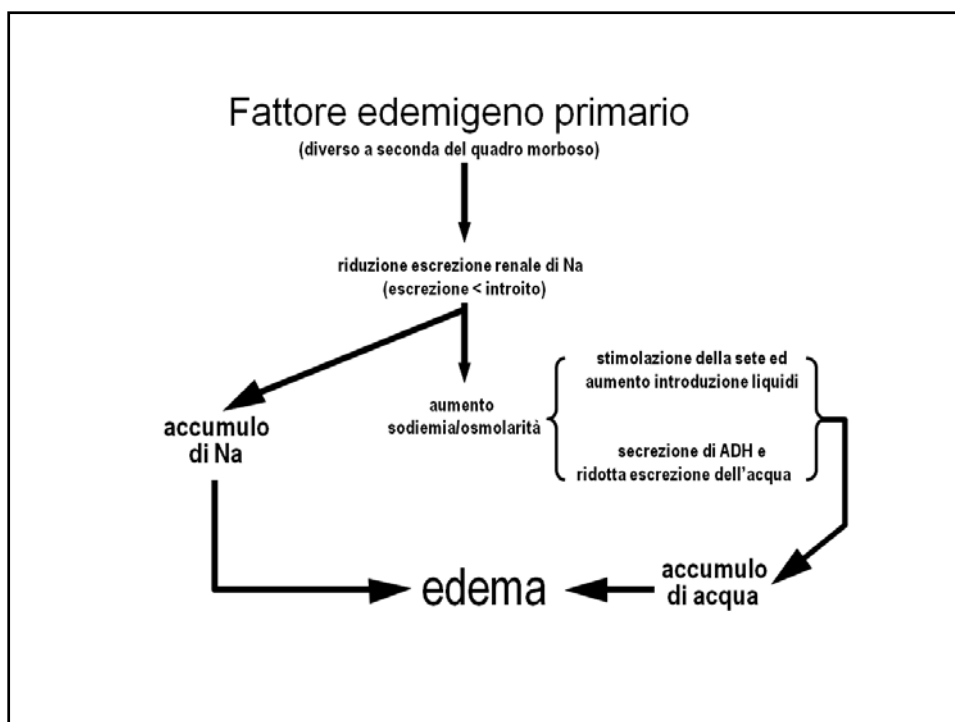 Fattore edemigeno primario
(diverso a seconda del quadro morboso)
riduzione escrezione renale di Na
(escrezione < introito)
accumulo
di Na
aumento
sodiemia/osmolarità
stimolazione della sete ed
aumento introduzione liquidi
secrezione di ADH e
ridotta escrezione dell'acqua
edema
accumulo
di acqua